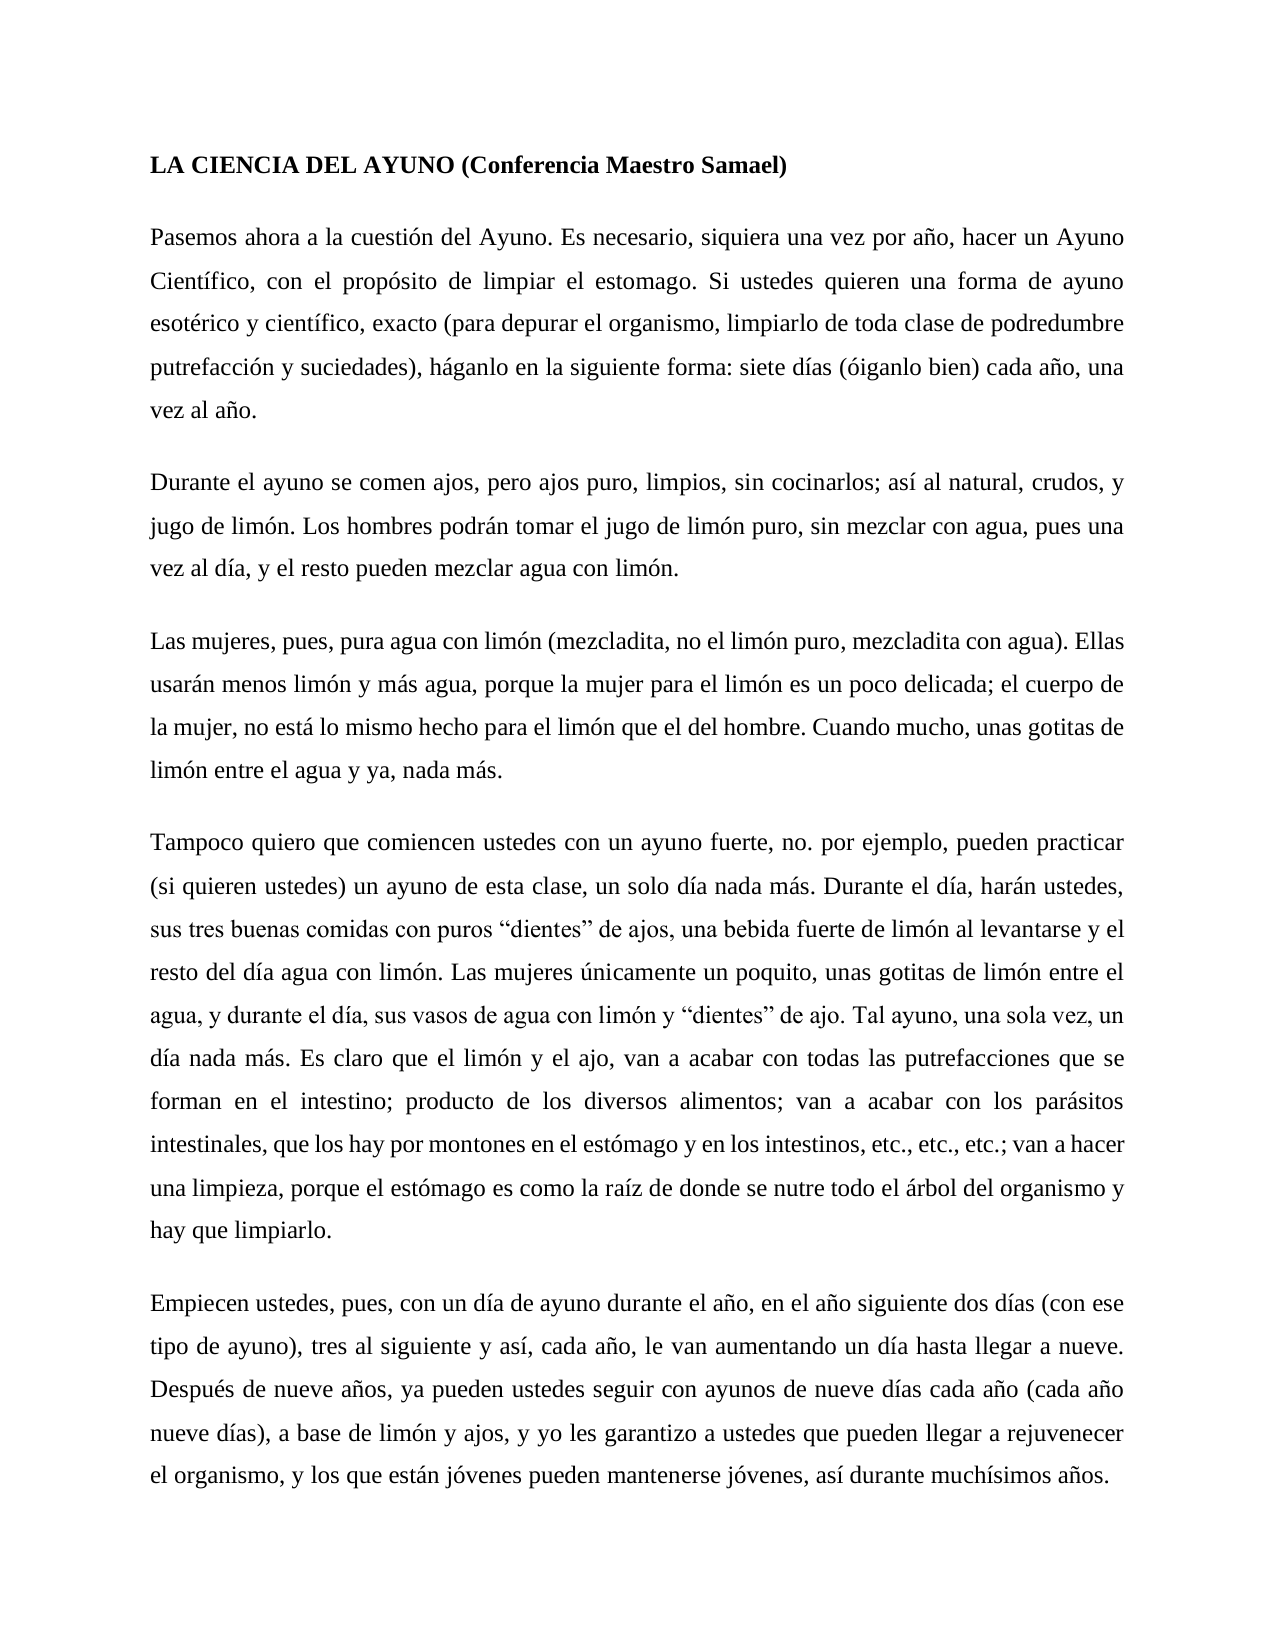 LA CIENCIA DEL AYUNO (Conferencia Maestro Samael)
Pasemos ahora a la cuestión del Ayuno. Es necesario, siquiera una vez por año, hacer un Ayuno
Científico, con el propósito de limpiar el estomago. Si ustedes quieren una forma de ayuno
esotérico y científico, exacto (para depurar el organismo, limpiarlo de toda clase de podredumbre
putrefacción y suciedades), háganlo en la siguiente forma: siete días (óiganlo bien) cada año, una
vez al año.
Durante el ayuno se comen ajos, pero ajos puro, limpios, sin cocinarlos; así al natural, crudos, y
jugo de limón. Los hombres podrán tomar el jugo de limón puro, sin mezclar con agua, pues una
vez al día, y el resto pueden mezclar agua con limón.
Las mujeres, pues, pura agua con limón (mezcladita, no el limón puro, mezcladita con agua). Ellas
usarán menos limón y más agua, porque la mujer para el limón es un poco delicada; el cuerpo de
la mujer, no está lo mismo hecho para el limón que el del hombre. Cuando mucho, unas gotitas de
limón entre el agua y ya, nada más.
Tampoco quiero que comiencen ustedes con un ayuno fuerte, no. por ejemplo, pueden practicar
(si quieren ustedes) un ayuno de esta clase, un solo día nada más. Durante el día, harán ustedes,
sus tres buenas comidas con puros “dientes” de ajos, una bebida fuerte de limón al levantarse y el
resto del día agua con limón. Las mujeres únicamente un poquito, unas gotitas de limón entre el
agua, y durante el día, sus vasos de agua con limón y “dientes” de ajo. Tal ayuno, una sola vez, un
día nada más. Es claro que el limón y el ajo, van a acabar con todas las putrefacciones que se
forman en el intestino; producto de los diversos alimentos; van a acabar con los parásitos
intestinales, que los hay por montones en el estómago y en los intestinos, etc., etc., etc.; van a hacer
una limpieza, porque el estómago es como la raíz de donde se nutre todo el árbol del organismo y
hay que limpiarlo.
Empiecen ustedes, pues, con un día de ayuno durante el año, en el año siguiente dos días (con ese
tipo de ayuno), tres al siguiente y así, cada año, le van aumentando un día hasta llegar a nueve.
Después de nueve años, ya pueden ustedes seguir con ayunos de nueve días cada año (cada año
nueve días), a base de limón y ajos, y yo les garantizo a ustedes que pueden llegar a rejuvenecer
el organismo, y los que están jóvenes pueden mantenerse jóvenes, así durante muchísimos años.